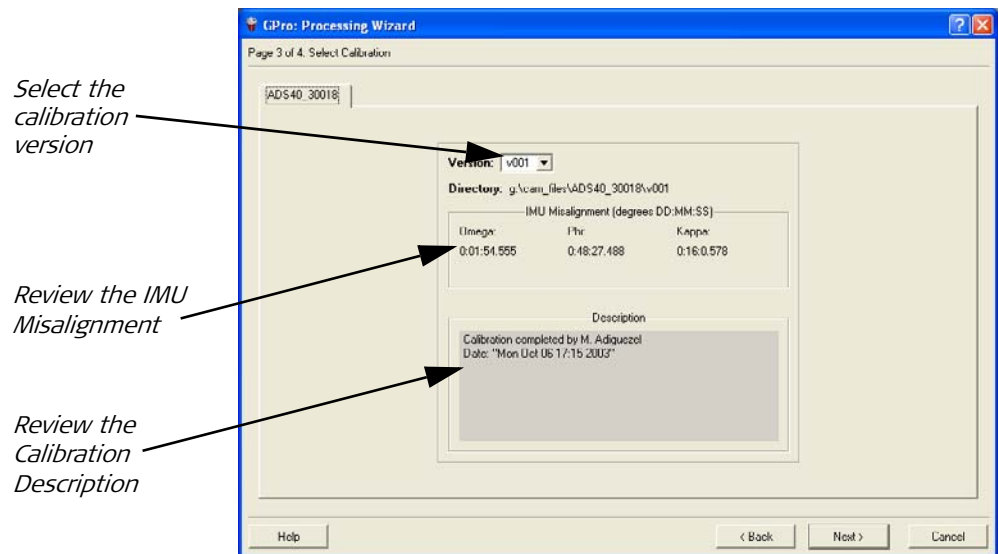 GPro: Processing Wizard
Page 3 of 4. Select Calibration
ADS40_30018
Select the
calibration
version
Version: v001
Directory: g:\cam_files\ADS40_30018\v001
IMU Misalignment (degrees DD:MM:SS)
Omega: Phi: Kappa:
0:01:54.555 0:48:27.488 0:16:0.578
Review the IMU
Misalignment
Description
Calibration completed by M. Adiguezel
Date: "Mon Oct 06 17:15 2003"
Review the
Calibration
Description
Help < Back Next > Cancel